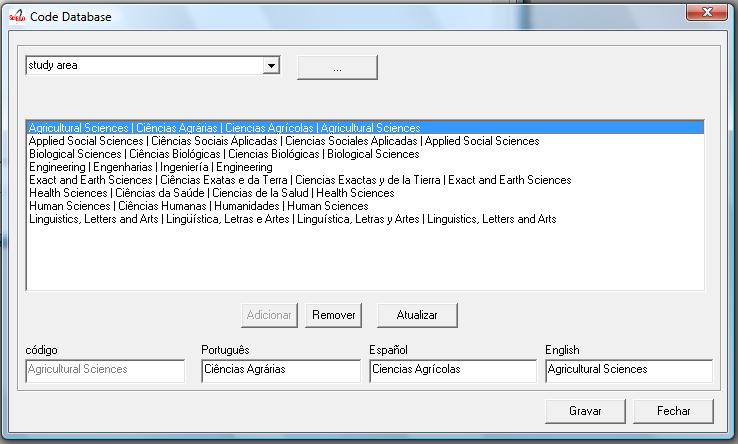 SciELO Code Database
study area
...
Agricultural Sciences | Ciências Agrárias | Ciencias Agrícolas | Agricultural Sciences
Applied Social Sciences | Ciências Sociais Aplicadas | Ciencias Sociales Aplicadas | Applied Social Sciences
Biological Sciences | Ciências Biológicas | Ciencias Biológicas | Biological Sciences
Engineering | Engenharias | Ingeniería | Engineering
Exact and Earth Sciences | Ciências Exatas e da Terra | Ciencias Exactas y de la Tierra | Exact and Earth Sciences
Health Sciences | Ciências da Saúde | Ciencias de la Salud | Health Sciences
Human Sciences | Ciências Humanas | Humanidades | Human Sciences
Linguistics, Letters and Arts | Lingüística, Letras e Artes | Linguística, Letras y Artes | Linguistics, Letters and Arts
Adicionar Remover Atualizar
código Português Español English
Agricultural Sciences Ciências Agrárias Ciencias Agrícolas Agricultural Sciences
Gravar Fechar